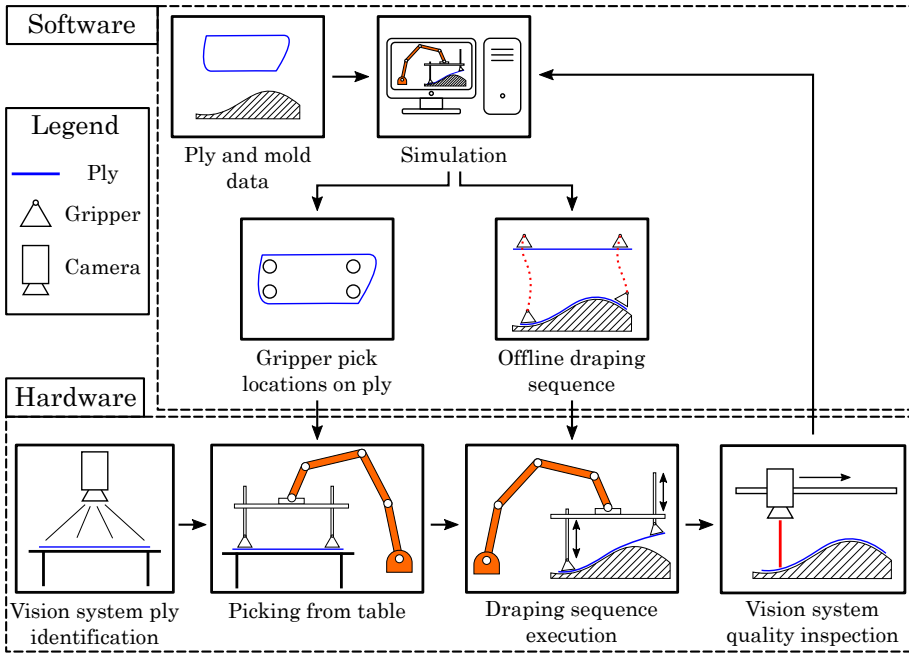 Software
Legend
Ply
Gripper
Camera
Ply and mold
data
Simulation
Gripper pick
locations on ply
Offline draping
sequence
Hardware
Vision system ply
identification
Picking from table
Draping sequence
execution
Vision system
quality inspection